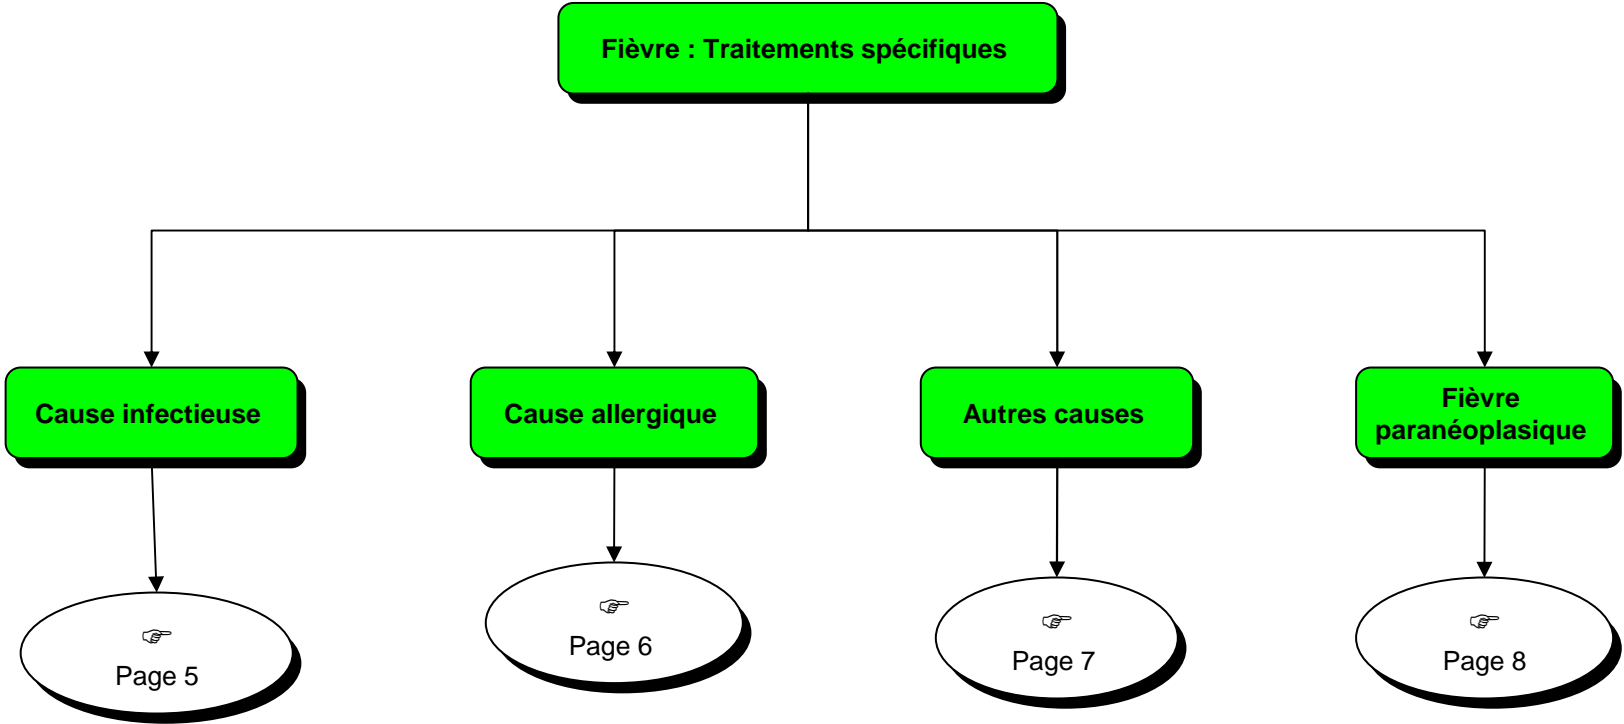 Fièvre : Traitements spécifiques
Cause infectieuse
Cause allergique
Autres causes
Fièvre
paranéoplasique
☞
Page 5
☞
Page 6
☞
Page 7
☞
Page 8